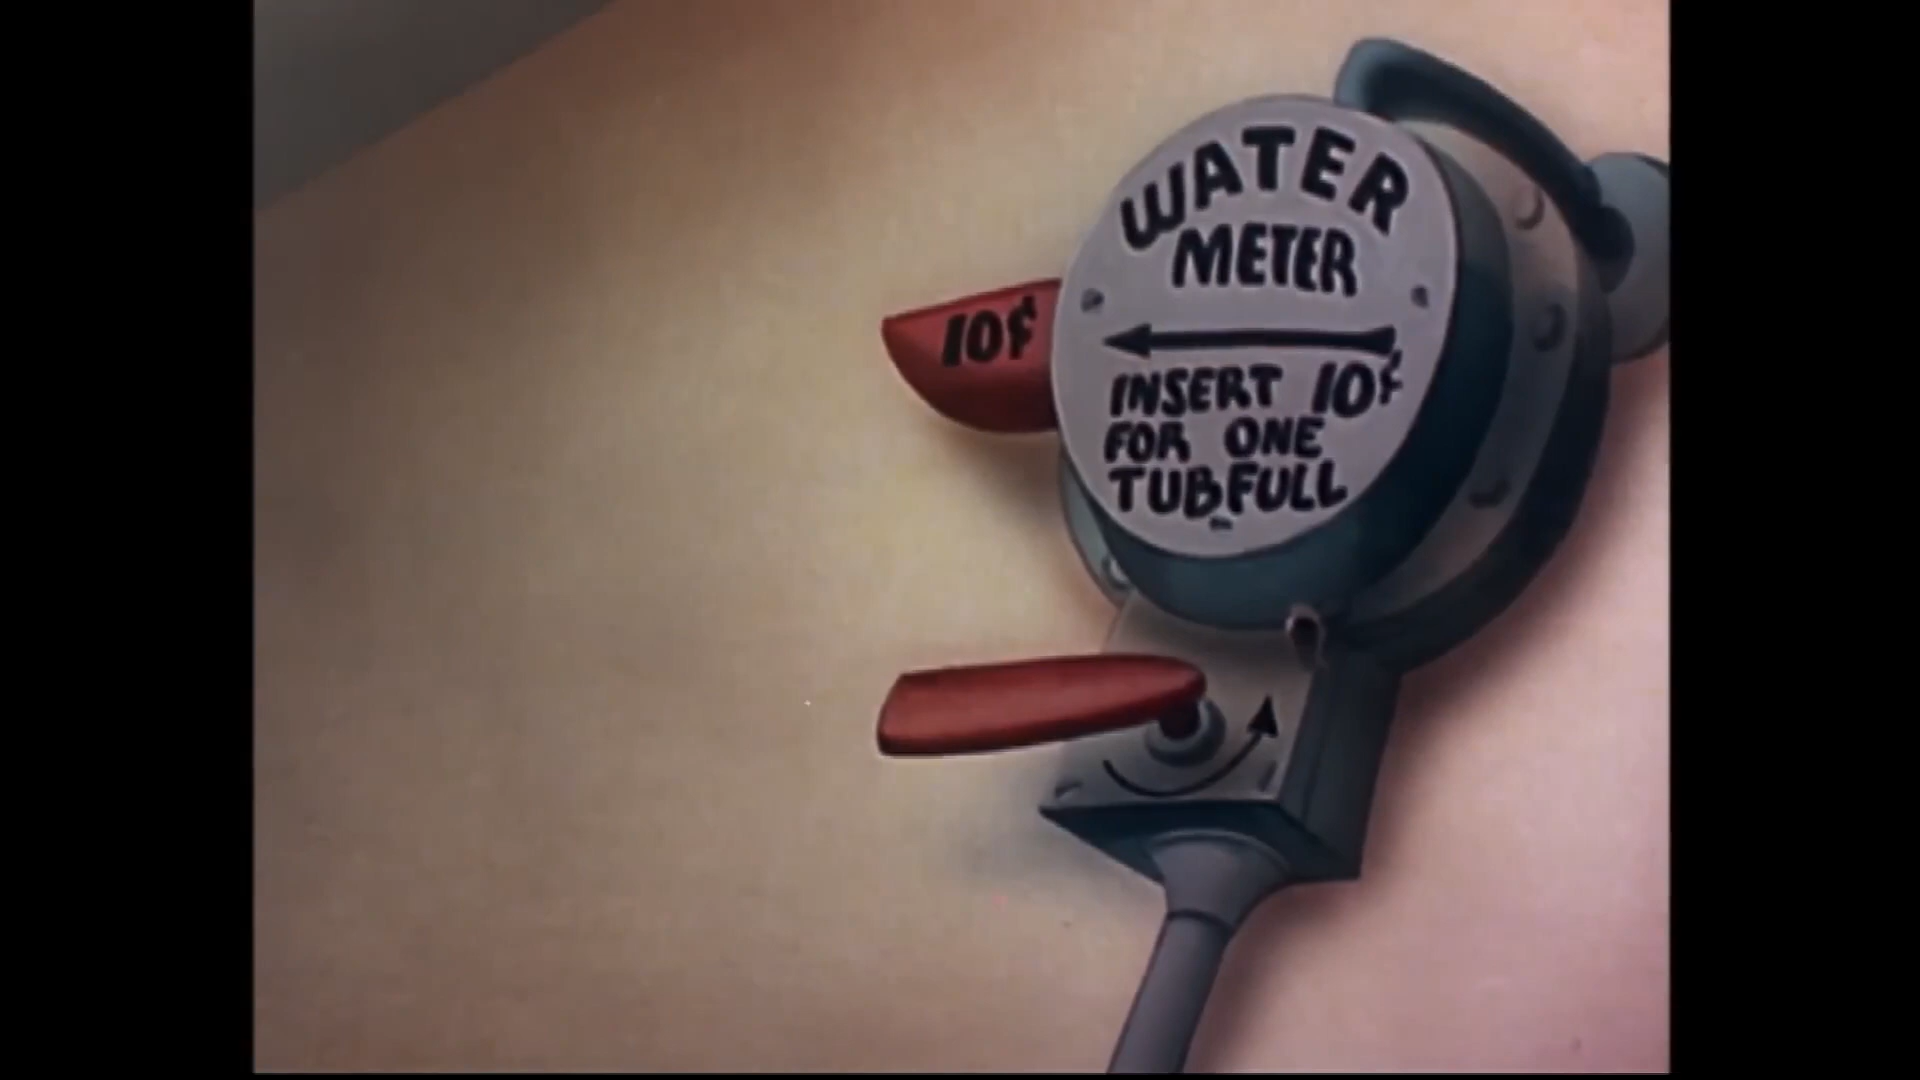 WATER
METER
10¢
INSERT 10¢
FOR ONE
TUBFULL